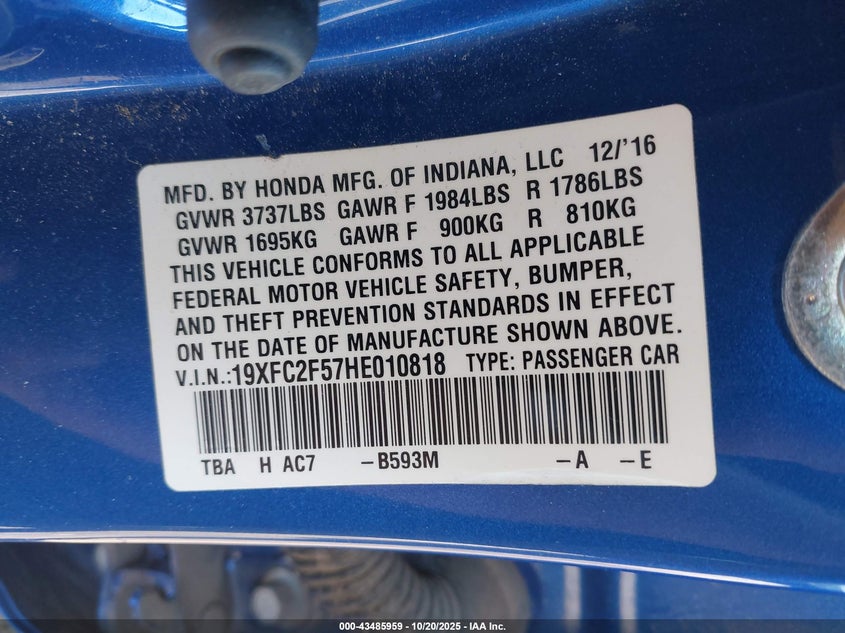 MFD. BY HONDA MFG. OF INDIANA, LLC 12/'16
GVWR 3737LBS GAWR F 1984LBS R 1786LBS
GVWR 1695KG GAWR F 900KG R 810KG
THIS VEHICLE CONFORMS TO ALL APPLICABLE
FEDERAL MOTOR VEHICLE SAFETY, BUMPER,
AND THEFT PREVENTION STANDARDS IN EFFECT
ON THE DATE OF MANUFACTURE SHOWN ABOVE.
V.I.N.:19XFC2F57HE010818 TYPE: PASSENGER CAR
TBA H AC7 –B593M –A –E
000-43485959 - 10/20/2025 - IAA Inc.